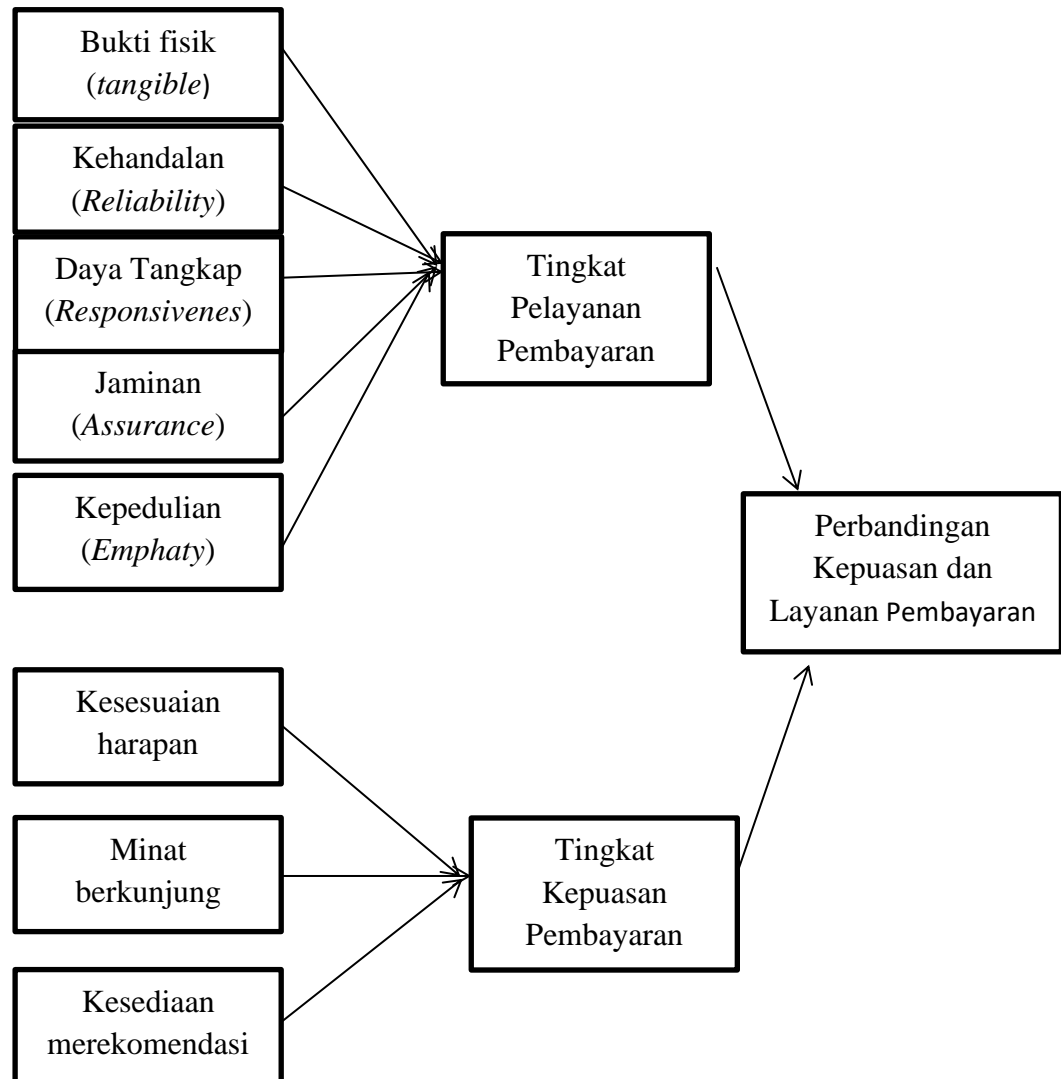 Bukti fisik
(tangible)
Kehandalan
(Reliability)
Daya Tangkap
(Responsivenes)
Jaminan
(Assurance)
Kepedulian
(Emphaty)
Tingkat
Pelayanan
Pembayaran
Perbandingan
Kepuasan dan
Layanan Pembayaran
Kesesuaian
harapan
Minat
berkunjung
Kesediaan
merekomendasi
Tingkat
Kepuasan
Pembayaran